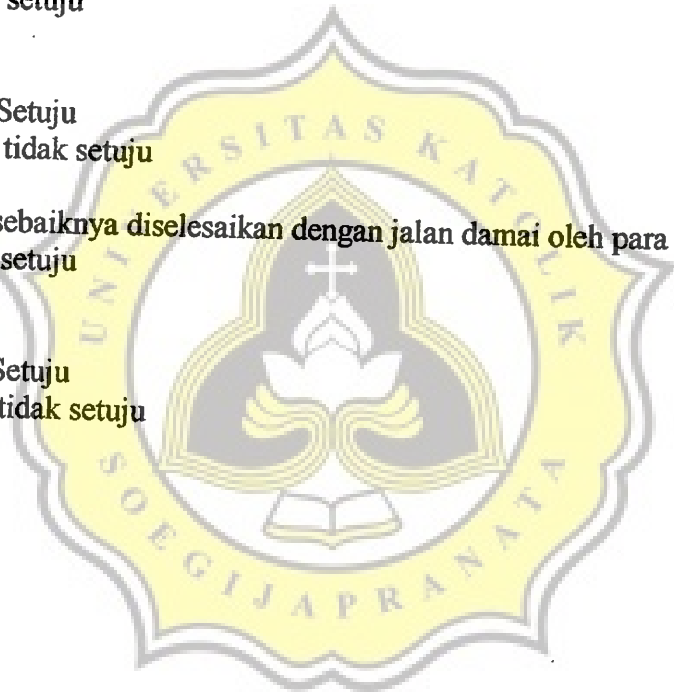 setuju
Setuju
tidak setuju
sebaiknya diselesaikan dengan jalan damai oleh para
setuju
Setuju
tidak setuju
UNIVERSITAS KATOLIK
SOEGIJAPRANATA